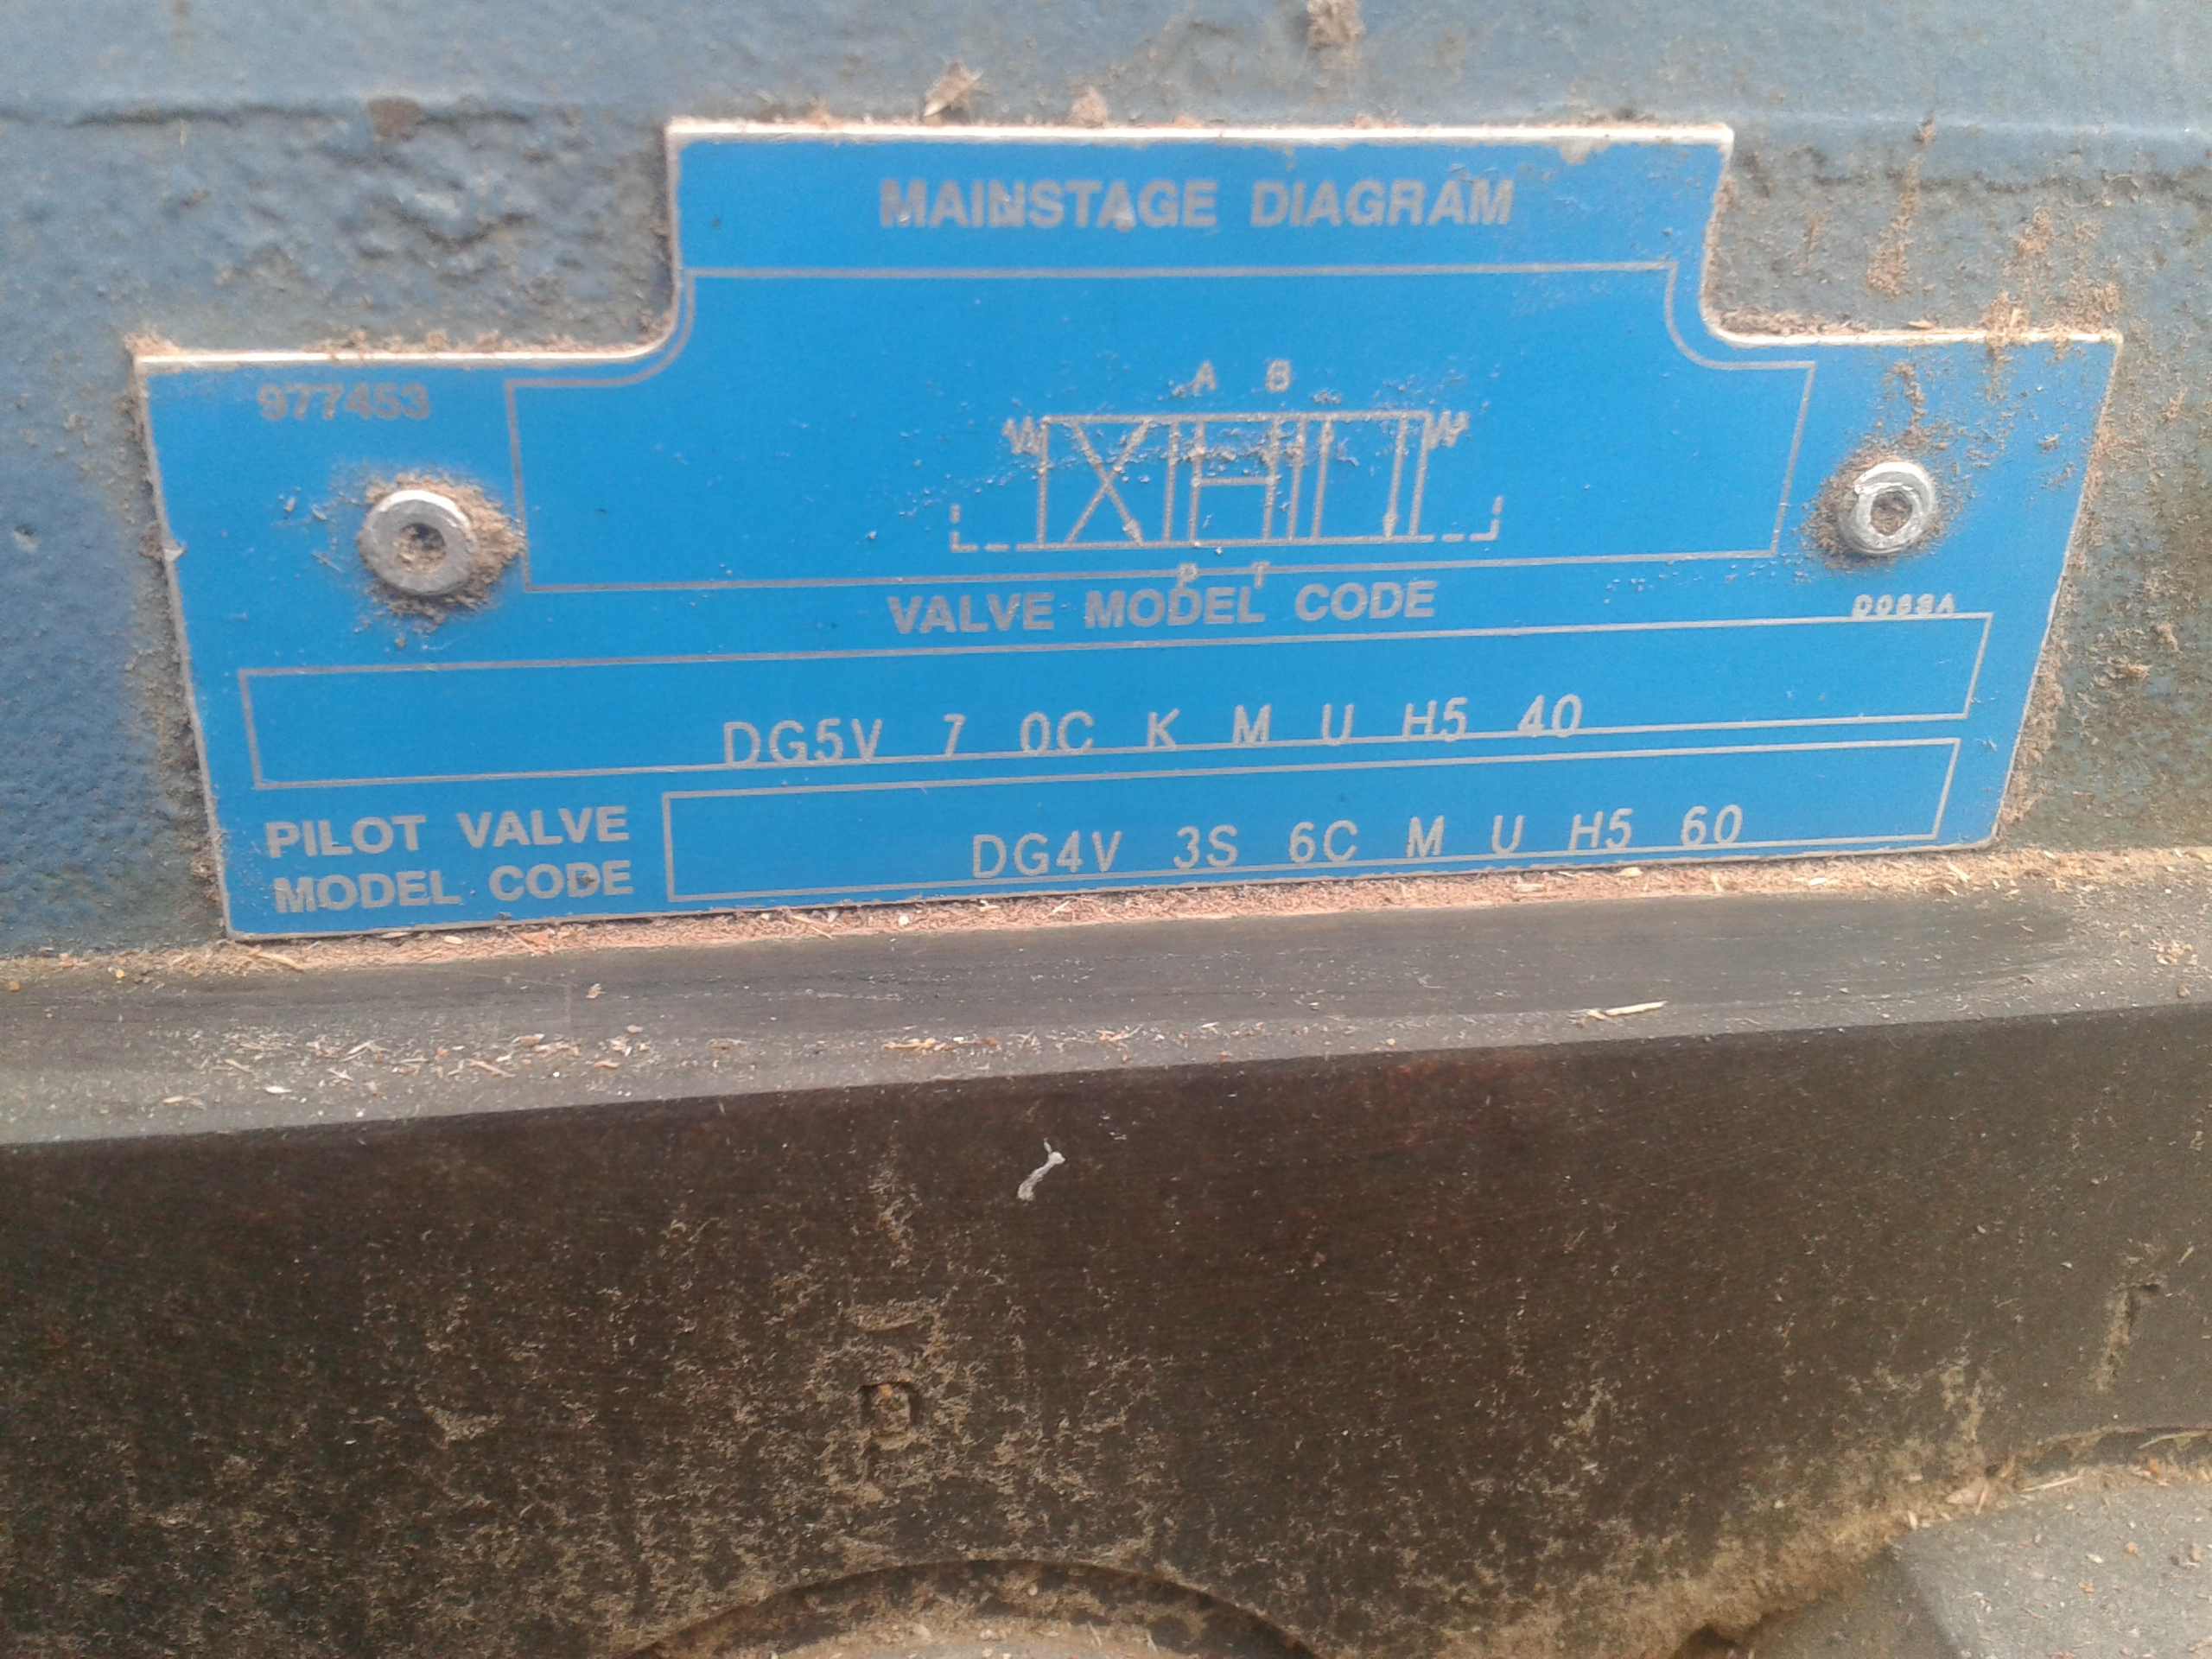 MAINSTAGE DIAGRAM
977453
A B
P T
VALVE MODEL CODE
D063A
DG5V 7 0C K M U H5 40
PILOT VALVE
MODEL CODE
DG4V 3S 6C M U H5 60